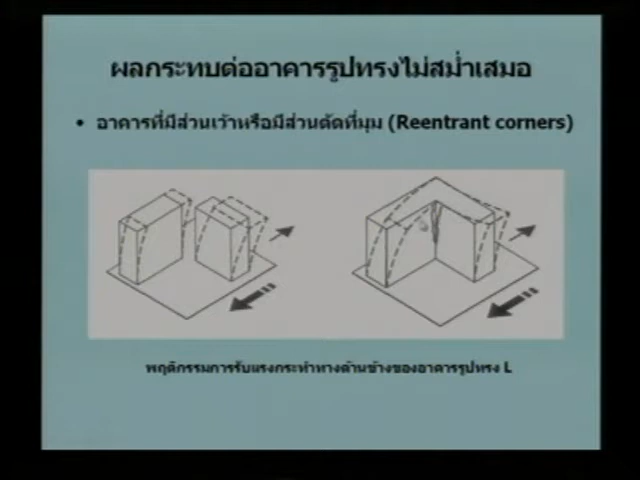 ผลกระทบต่ออาคารรูปทรงไม่สม่ำเสมอ
• อาคารที่มีส่วนเว้าหรือมีส่วนตัดที่มุม (Reentrant corners)
พฤติกรรมการรับแรงกระทำทางด้านข้างของอาคารรูปทรง L